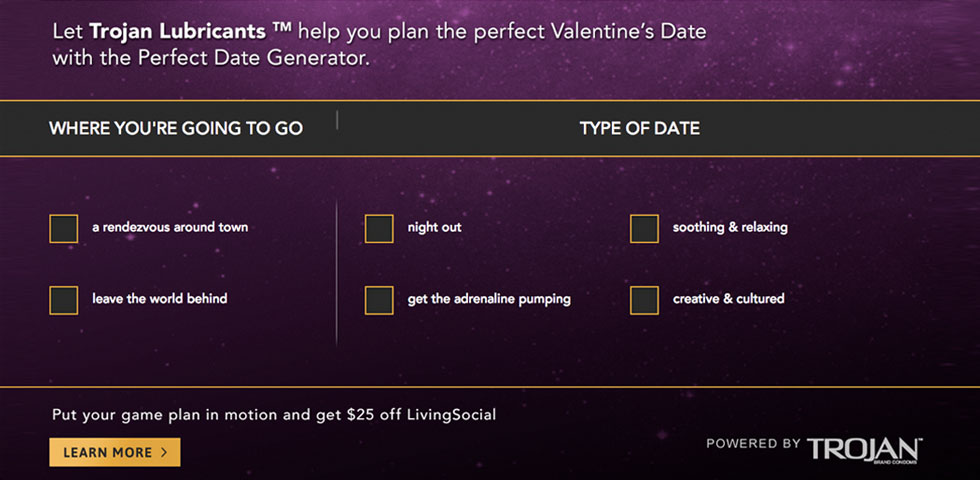 Let Trojan Lubricants ™ help you plan the perfect Valentine’s Date
with the Perfect Date Generator.
WHERE YOU'RE GOING TO GO
TYPE OF DATE
a rendezvous around town
night out
soothing & relaxing
leave the world behind
get the adrenaline pumping
creative & cultured
Put your game plan in motion and get $25 off LivingSocial
LEARN MORE >
POWERED BY TROJAN™
BRAND CONDOMS